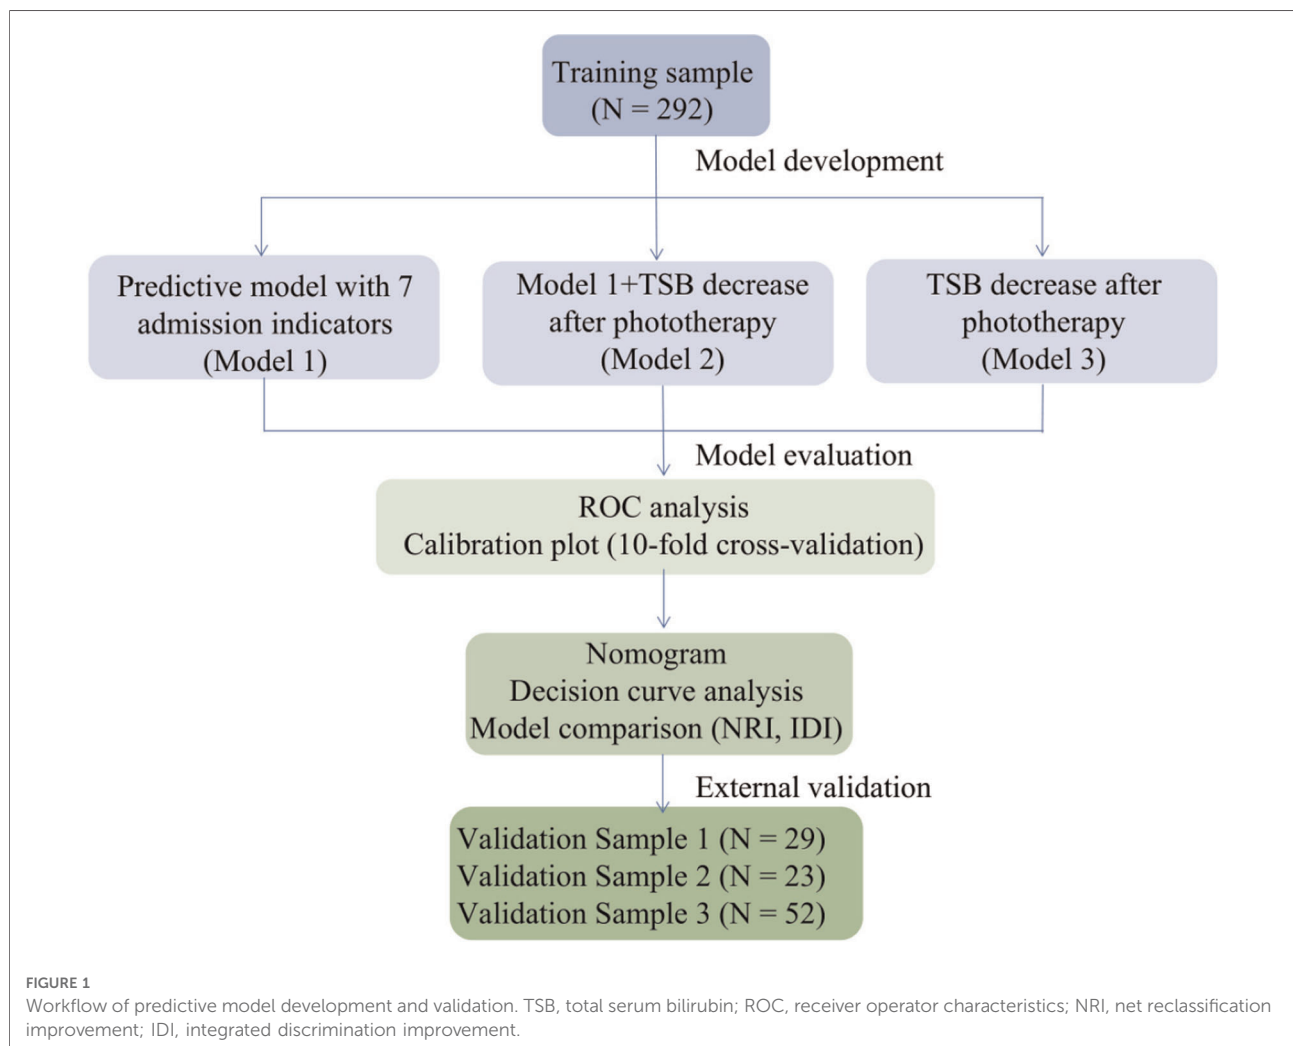 Training sample
(N = 292)
Model development
Predictive model with 7
admission indicators
(Model 1)
Model 1+TSB decrease
after phototherapy
(Model 2)
TSB decrease after
phototherapy
(Model 3)
Model evaluation
ROC analysis
Calibration plot (10-fold cross-validation)
Nomogram
Decision curve analysis
Model comparison (NRI, IDI)
External validation
Validation Sample 1 (N = 29)
Validation Sample 2 (N = 23)
Validation Sample 3 (N = 52)
FIGURE 1
Workflow of predictive model development and validation. TSB, total serum bilirubin; ROC, receiver operator characteristics; NRI, net reclassification
improvement; IDI, integrated discrimination improvement.